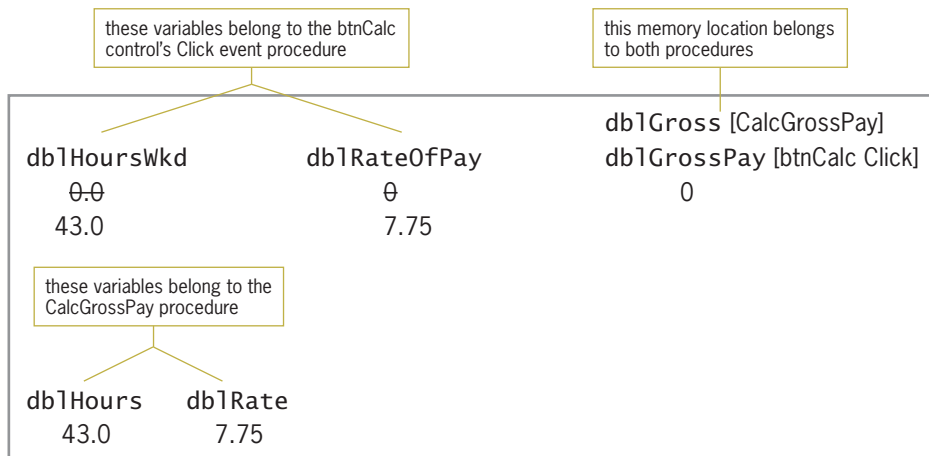 these variables belong to the btnCalc
control's Click event procedure
this memory location belongs
to both procedures
dblGross [CalcGrossPay]
dblHoursWkd dblRateOfPay dblGrossPay [btnCalc Click]
0.0 0 0
43.0 7.75
these variables belong to the
CalcGrossPay procedure
dblHours dblRate
43.0 7.75